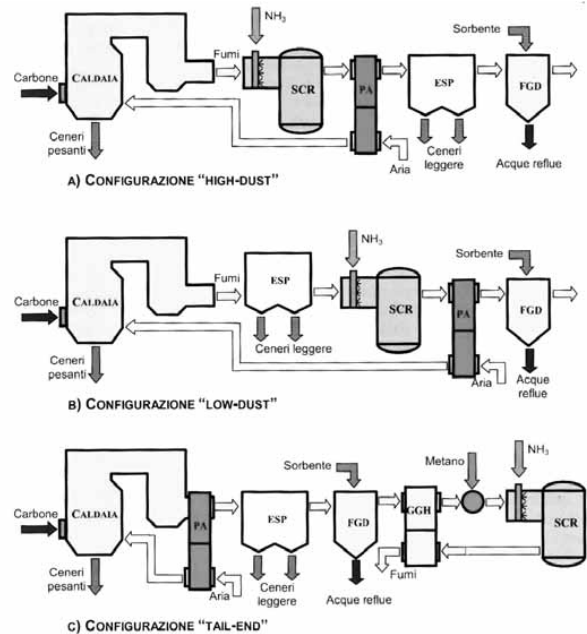 NH3
Sorbente
Fumi
Carbone
CALDAIA
SCR
PA
ESP
FGD
Ceneri
pesanti
Ceneri
leggere
Aria
Acque reflue
A) CONFIGURAZIONE "HIGH-DUST"
NH3
Sorbente
Fumi
ESP
Carbone
CALDAIA
SCR
PA
FGD
Ceneri leggere
Ceneri
pesanti
Aria
Acque
reflue
B) CONFIGURAZIONE "LOW-DUST"
Sorbente
Metano
NH3
Carbone
CALDAIA
PA
ESP
FGD
GGH
SCR
Ceneri
pesanti
Aria
Ceneri
leggere
Acque reflue
Fumi
C) CONFIGURAZIONE "TAIL-END"